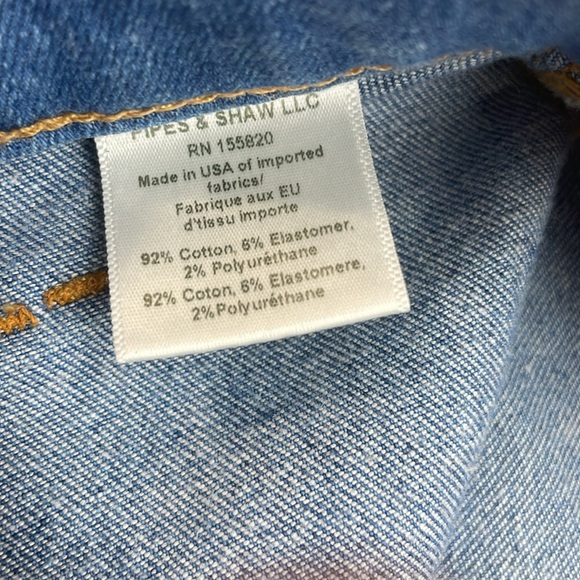 PIPES & SHAW LLC
RN 155820
Made in USA of imported
fabrics/
Fabrique aux EU
d'tissu importe
92% Cotton, 6% Elastomer,
2% Polyuréthane
92% Coton, 6% Elastomere,
2% Polyuréthane